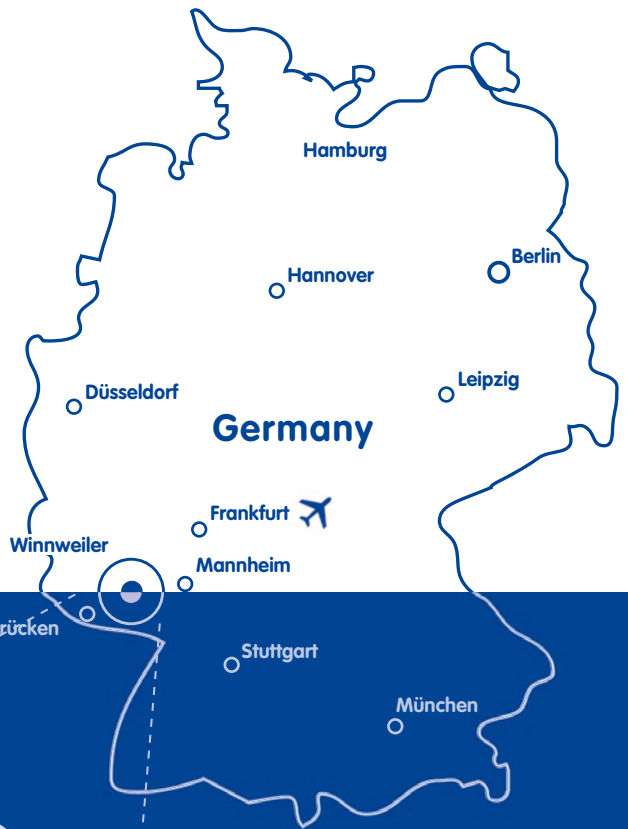 Hamburg
Berlin
Hannover
Leipzig
Düsseldorf
Germany
Frankfurt
Winnweiler
Mannheim
rücken
Stuttgart
München